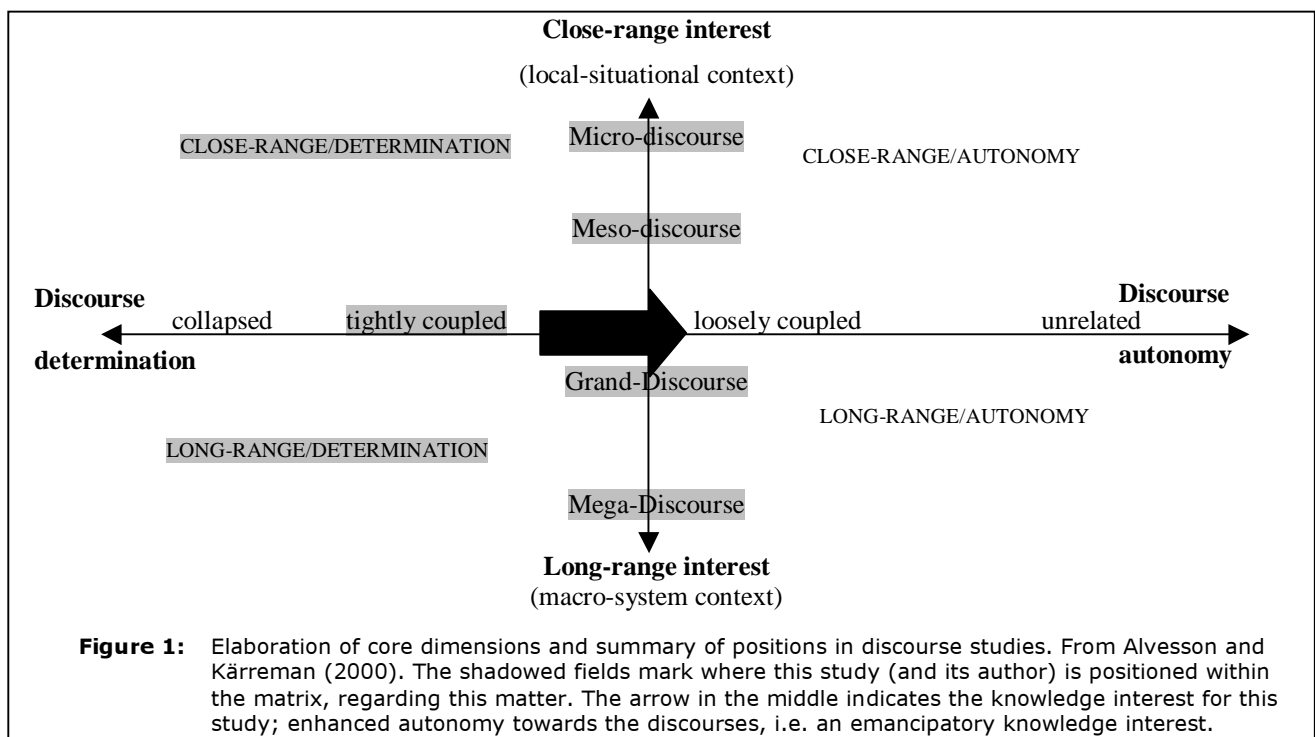 Close-range interest
(local-situational context)
Micro-discourse
CLOSE-RANGE/DETERMINATION
CLOSE-RANGE/AUTONOMY
Meso-discourse
Discourse
Discourse
collapsed
tightly coupled
loosely coupled
unrelated
determination
autonomy
Grand-Discourse
LONG-RANGE/AUTONOMY
LONG-RANGE/DETERMINATION
Mega-Discourse
Long-range interest
(macro-system context)
Figure 1: Elaboration of core dimensions and summary of positions in discourse studies. From Alvesson and
Kärreman (2000). The shadowed fields mark where this study (and its author) is positioned within
the matrix, regarding this matter. The arrow in the middle indicates the knowledge interest for this
study; enhanced autonomy towards the discourses, i.e. an emancipatory knowledge interest.